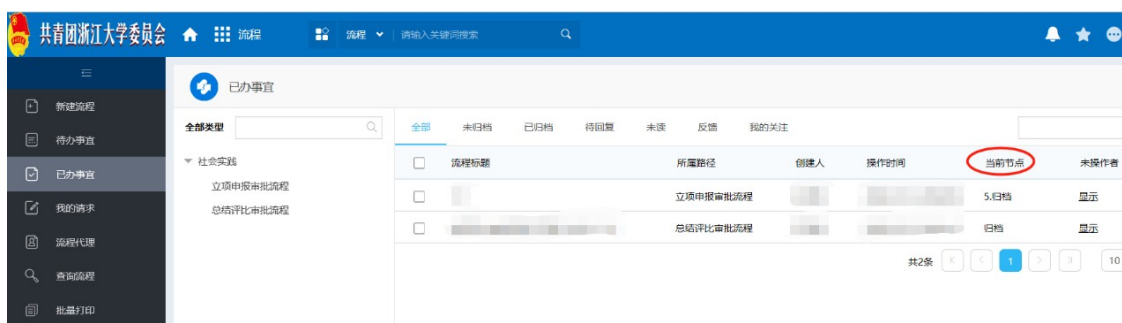 共青团浙江大学委员会 流程 流程 请输入关键词搜索
已办事宜
新建流程
待办事宜
已办事宜
我的请求
流程代理
查询流程
批量打印
全部类型
社会实践
立项申报审批流程
总结评比审批流程
全部 未归档 已归档 待回复 未读 反馈 我的关注
流程标题 所属路径 创建人 操作时间 当前节点 未操作者
立项申报审批流程 5.归档 显示
总结评比审批流程 归档 显示
共2条 1 10